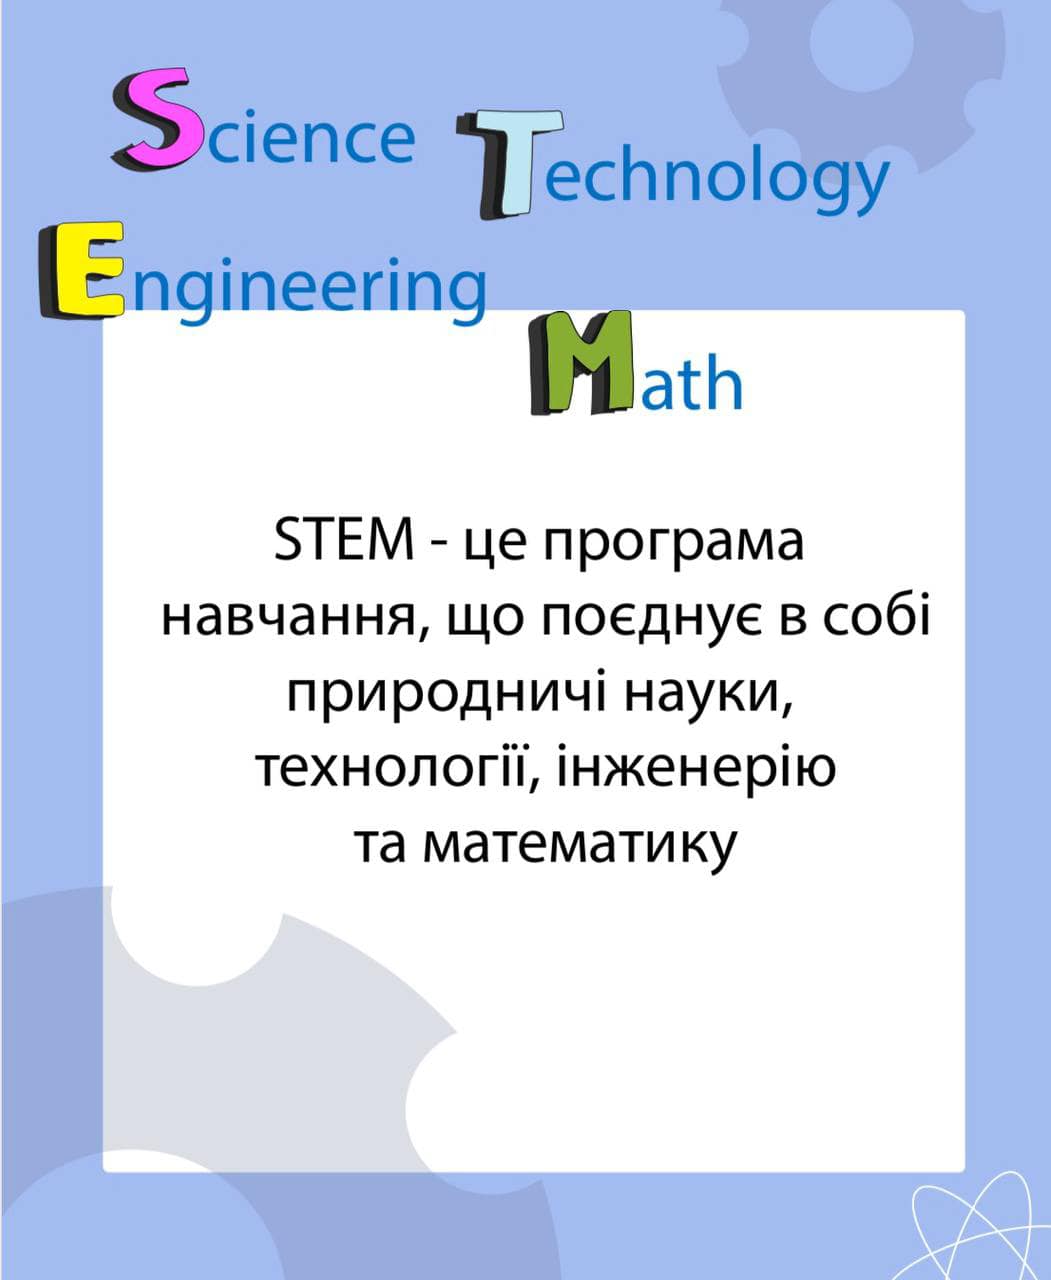 Science Technology
Engineering
Math
STEM - це програма
навчання, що поєднує в собі
природничі науки,
технології, інженерію
та математику